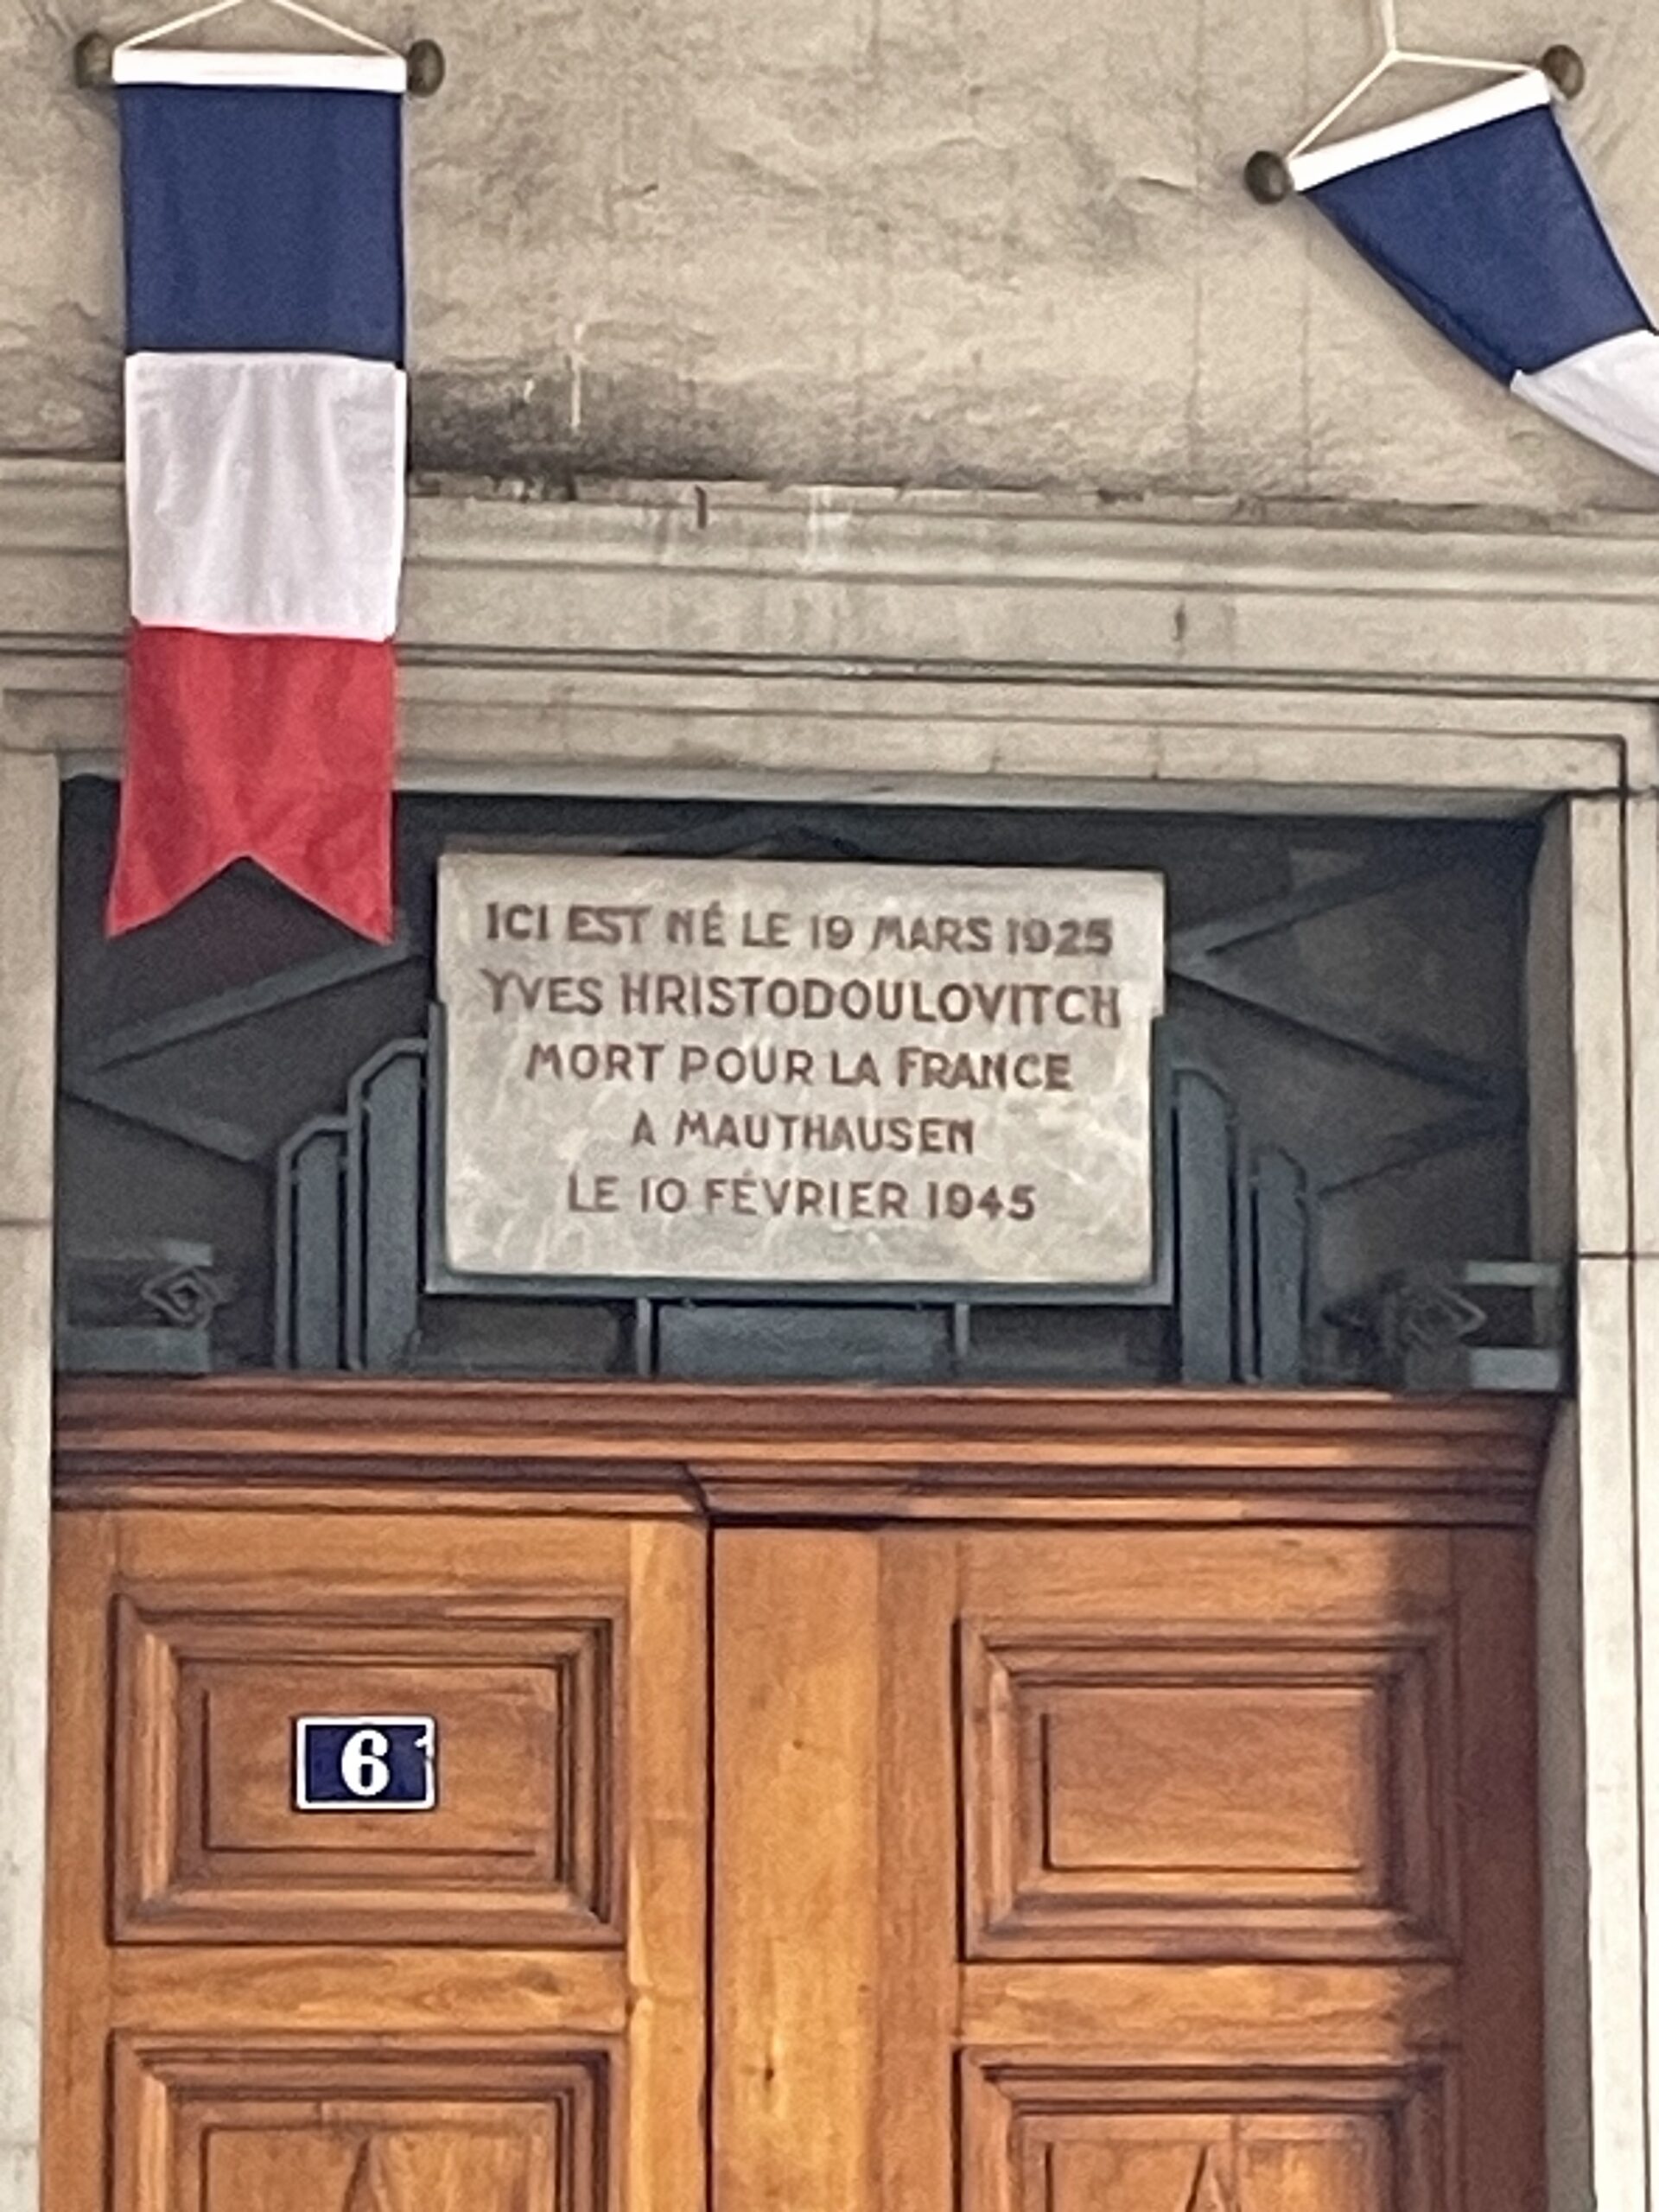 ICI EST NÉ LE 19 MARS 1925
YVES HRISTODOULOVITCH
MORT POUR LA FRANCE
A MAUTHAUSEN
LE 10 FÉVRIER 1945
6